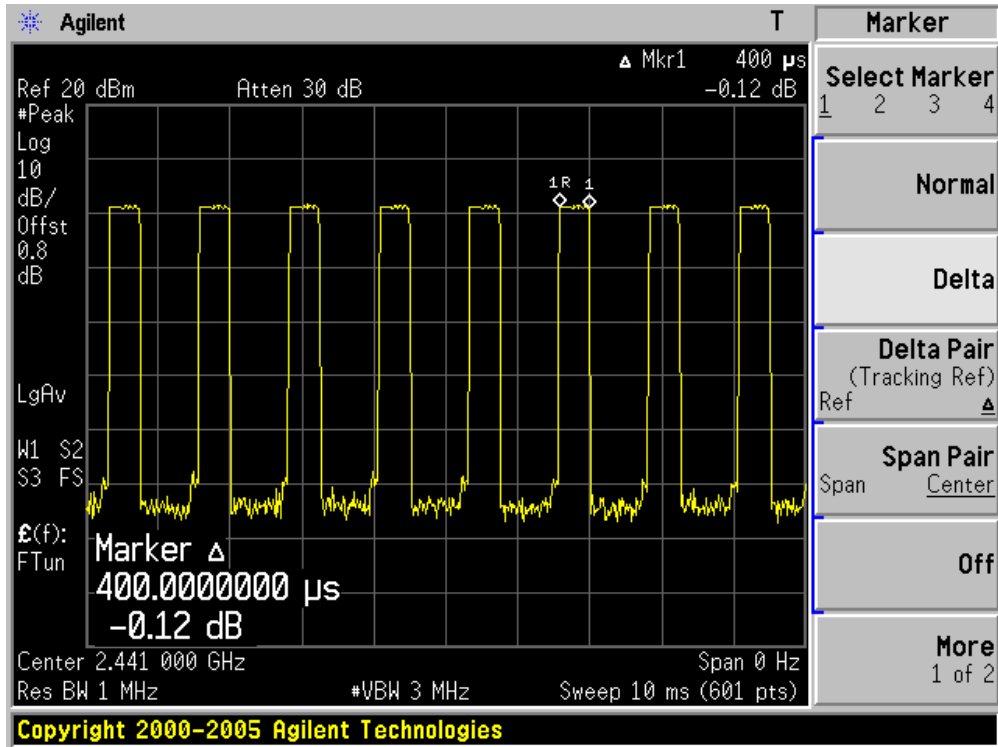 Agilent T
Marker
Δ Mkr1 400 µs
Ref 20 dBm Atten 30 dB -0.12 dB
#Peak
Log
10
dB/
Offst
0.8
dB
LgAv
W1 S2
S3 FS
£(f):
FTun
1R 1
Marker Δ
400.0000000 µs
-0.12 dB
Center 2.441 000 GHz Span 0 Hz
Res BW 1 MHz #VBW 3 MHz Sweep 10 ms (601 pts)
Select Marker
1 2 3 4
Normal
Delta
Delta Pair
(Tracking Ref)
Ref Δ
Span Pair
Span Center
Off
More
1 of 2
Copyright 2000-2005 Agilent Technologies